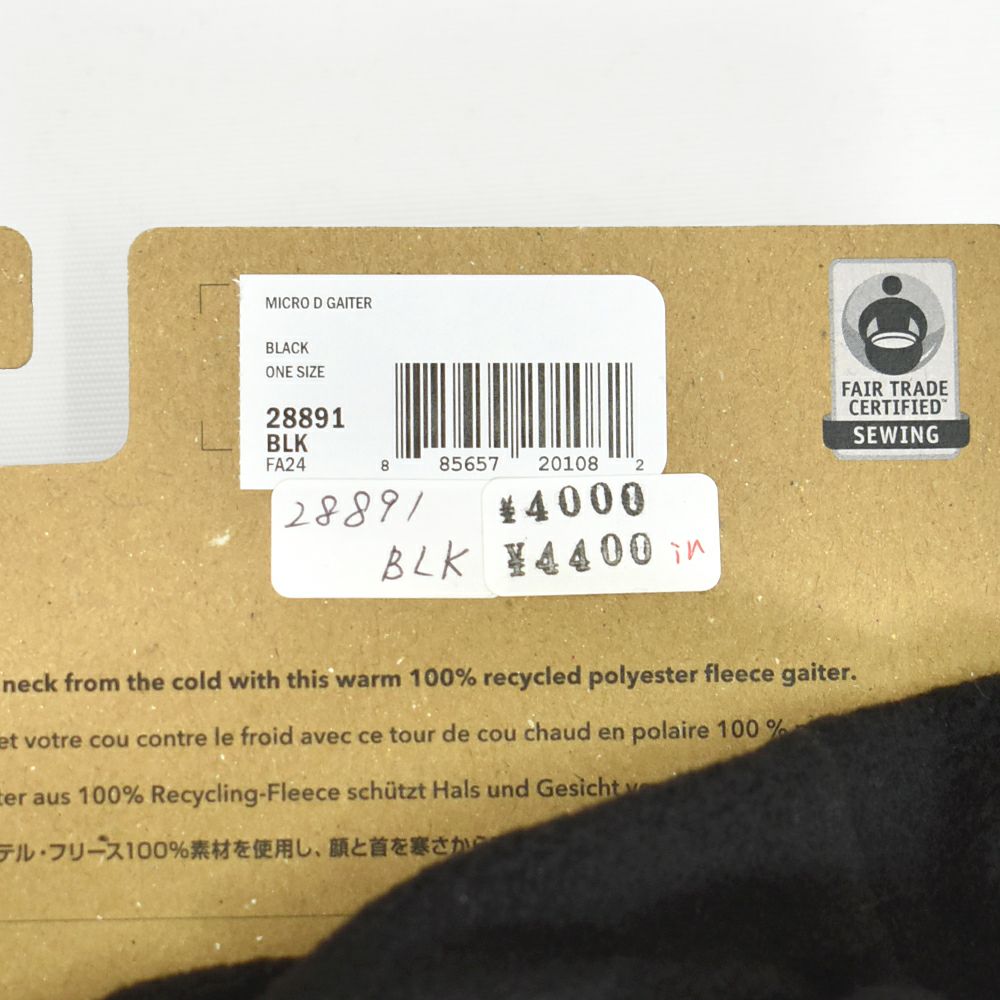 MICRO D GAITER
BLACK
ONE SIZE
28891
BLK
FA24
8 85657 20108 2
FAIR TRADE
CERTIFIED™
SEWING
28891
BLK
¥4000
¥4400 in
neck from the cold with this warm 100% recycled polyester fleece gaiter.
et votre cou contre le froid avec ce tour de cou chaud en polaire 100 %
ter aus 100% Recycling-Fleece schützt Hals und Gesicht
テル・フリース100%素材を使用し、顔と首を寒さから